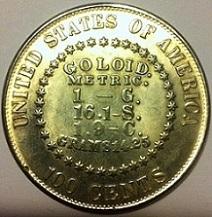 UNITED STATES OF AMERICA
GOLOID
METRIC.
1 – G.
16.1 – S.
1.9 – C.
GRAMS 14.25
100 CENTS